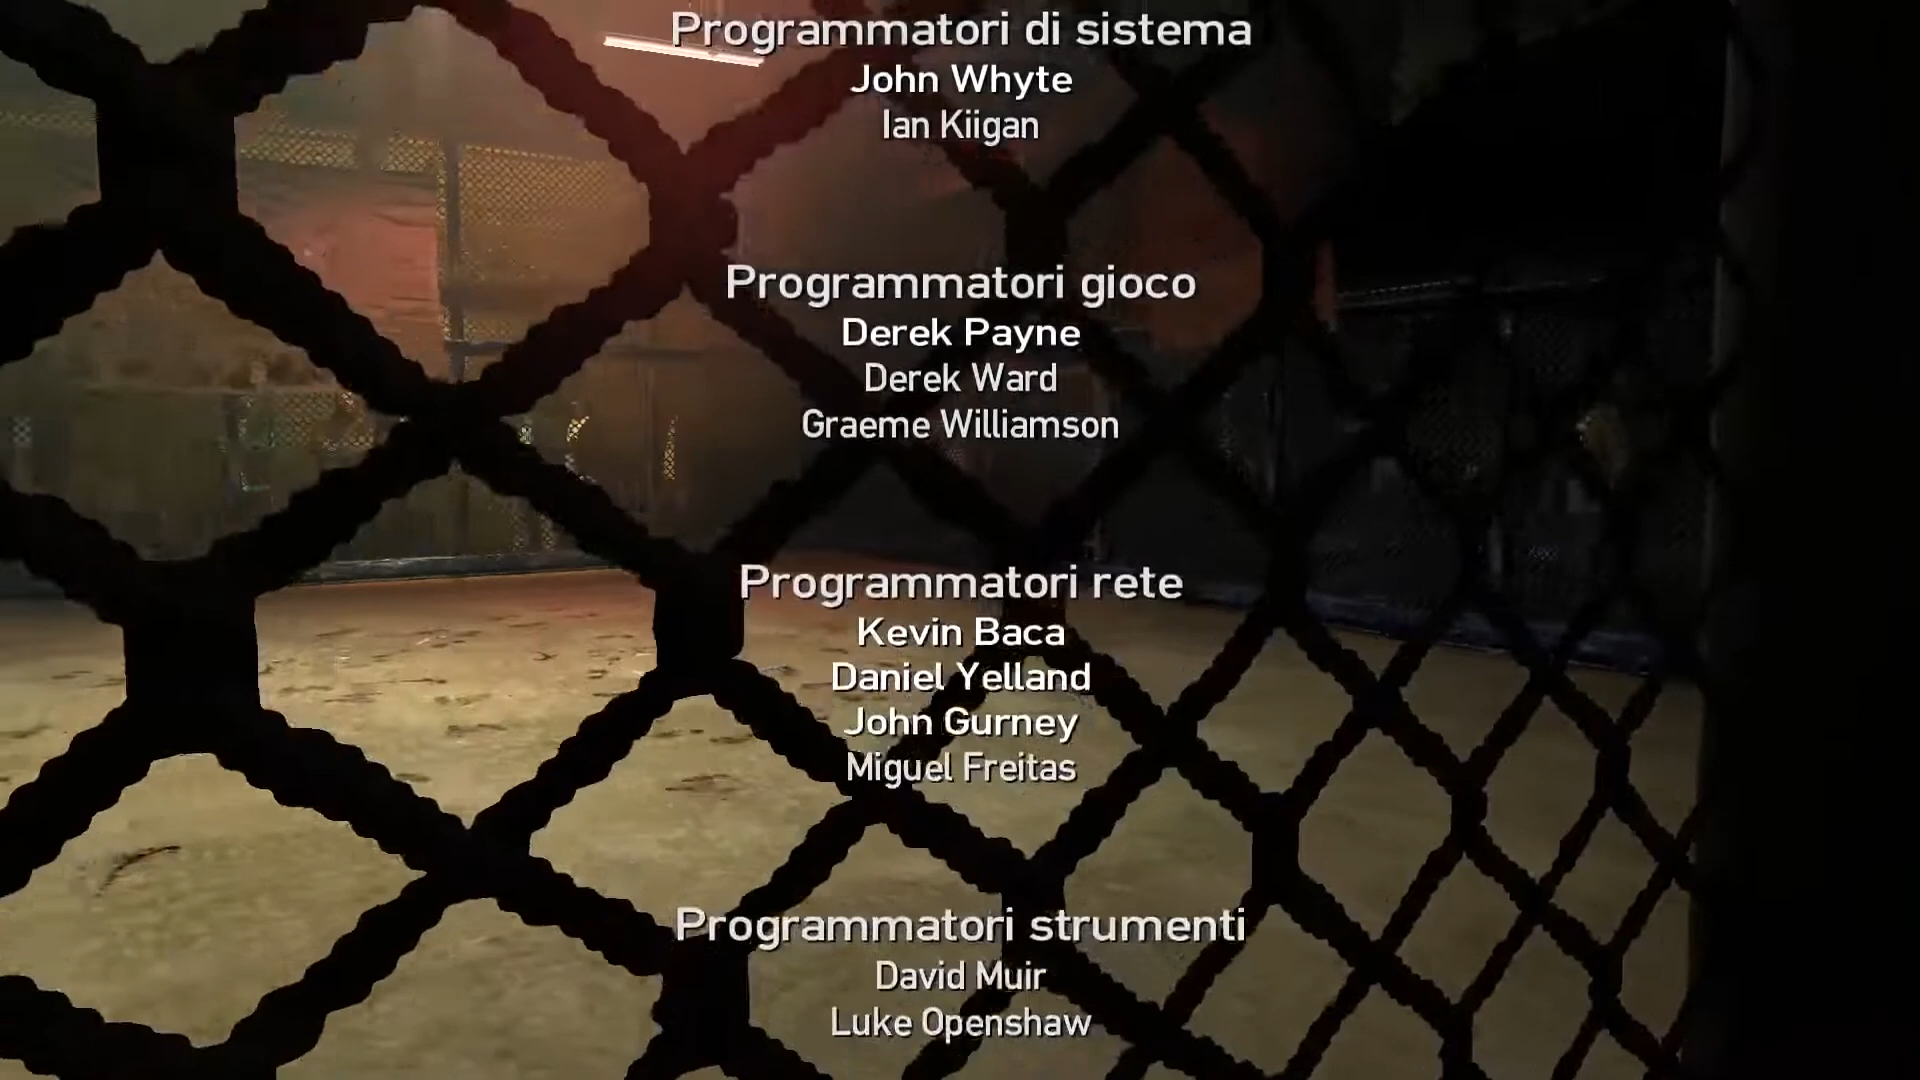 Programmatori di sistema
John Whyte
Ian Kiigan
Programmatori gioco
Derek Payne
Derek Ward
Graeme Williamson
Programmatori rete
Kevin Baca
Daniel Yelland
John Gurney
Miguel Freitas
Programmatori strumenti
David Muir
Luke Openshaw